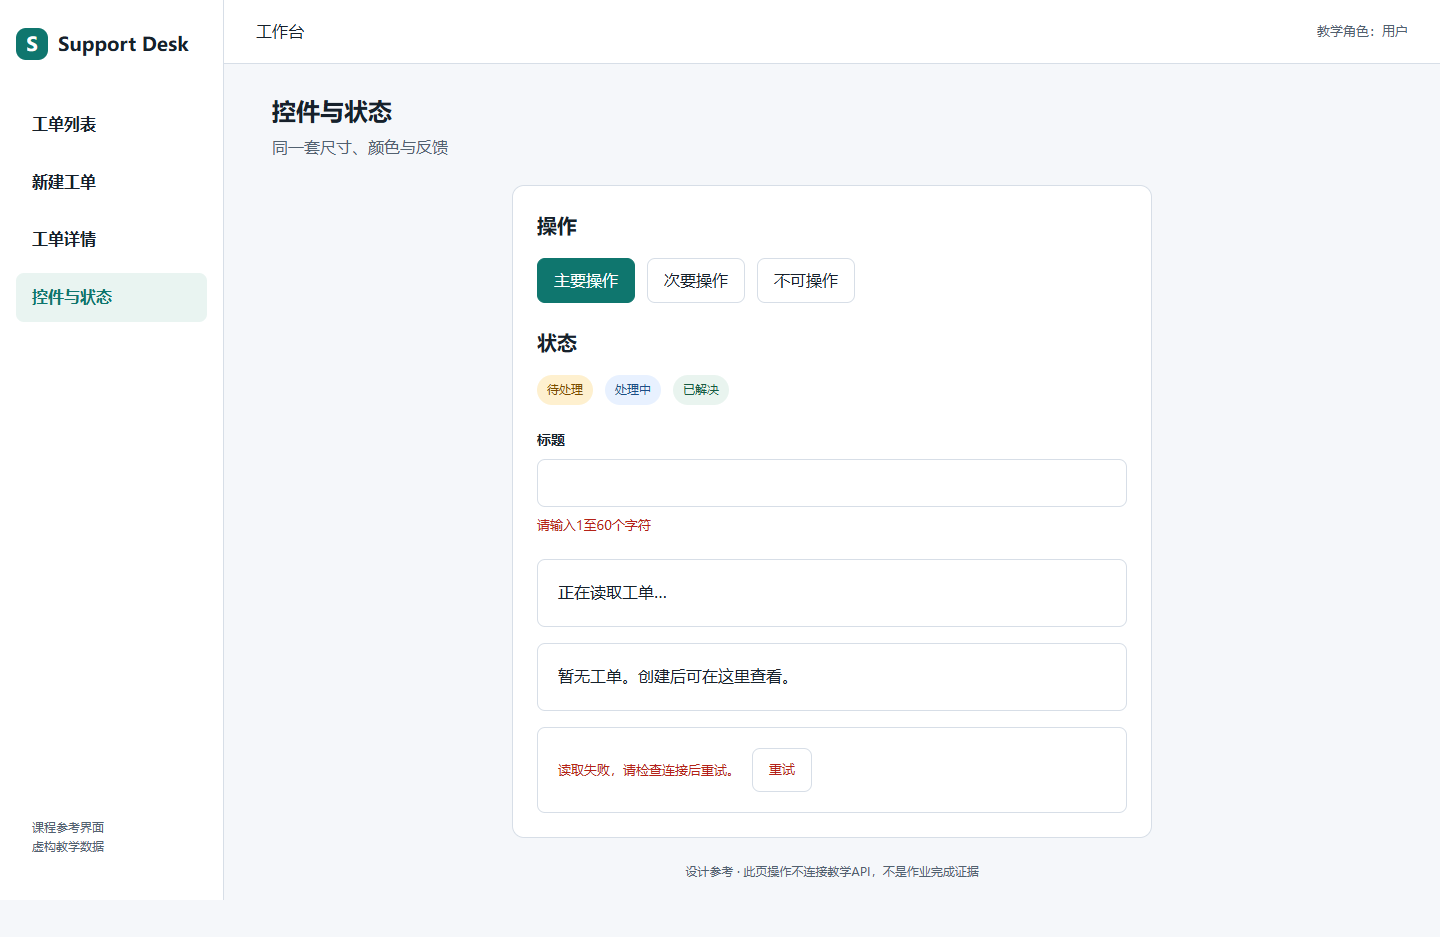 S Support Desk
工单列表
新建工单
工单详情
控件与状态
课程参考界面
虚构教学数据
工作台
教学角色：用户
控件与状态
同一套尺寸、颜色与反馈
操作
主要操作 次要操作 不可操作
状态
待处理 处理中 已解决
标题
请输入1至60个字符
正在读取工单...
暂无工单。创建后可在这里查看。
读取失败，请检查连接后重试。 重试
设计参考 · 此页操作不连接教学API，不是作业完成证据